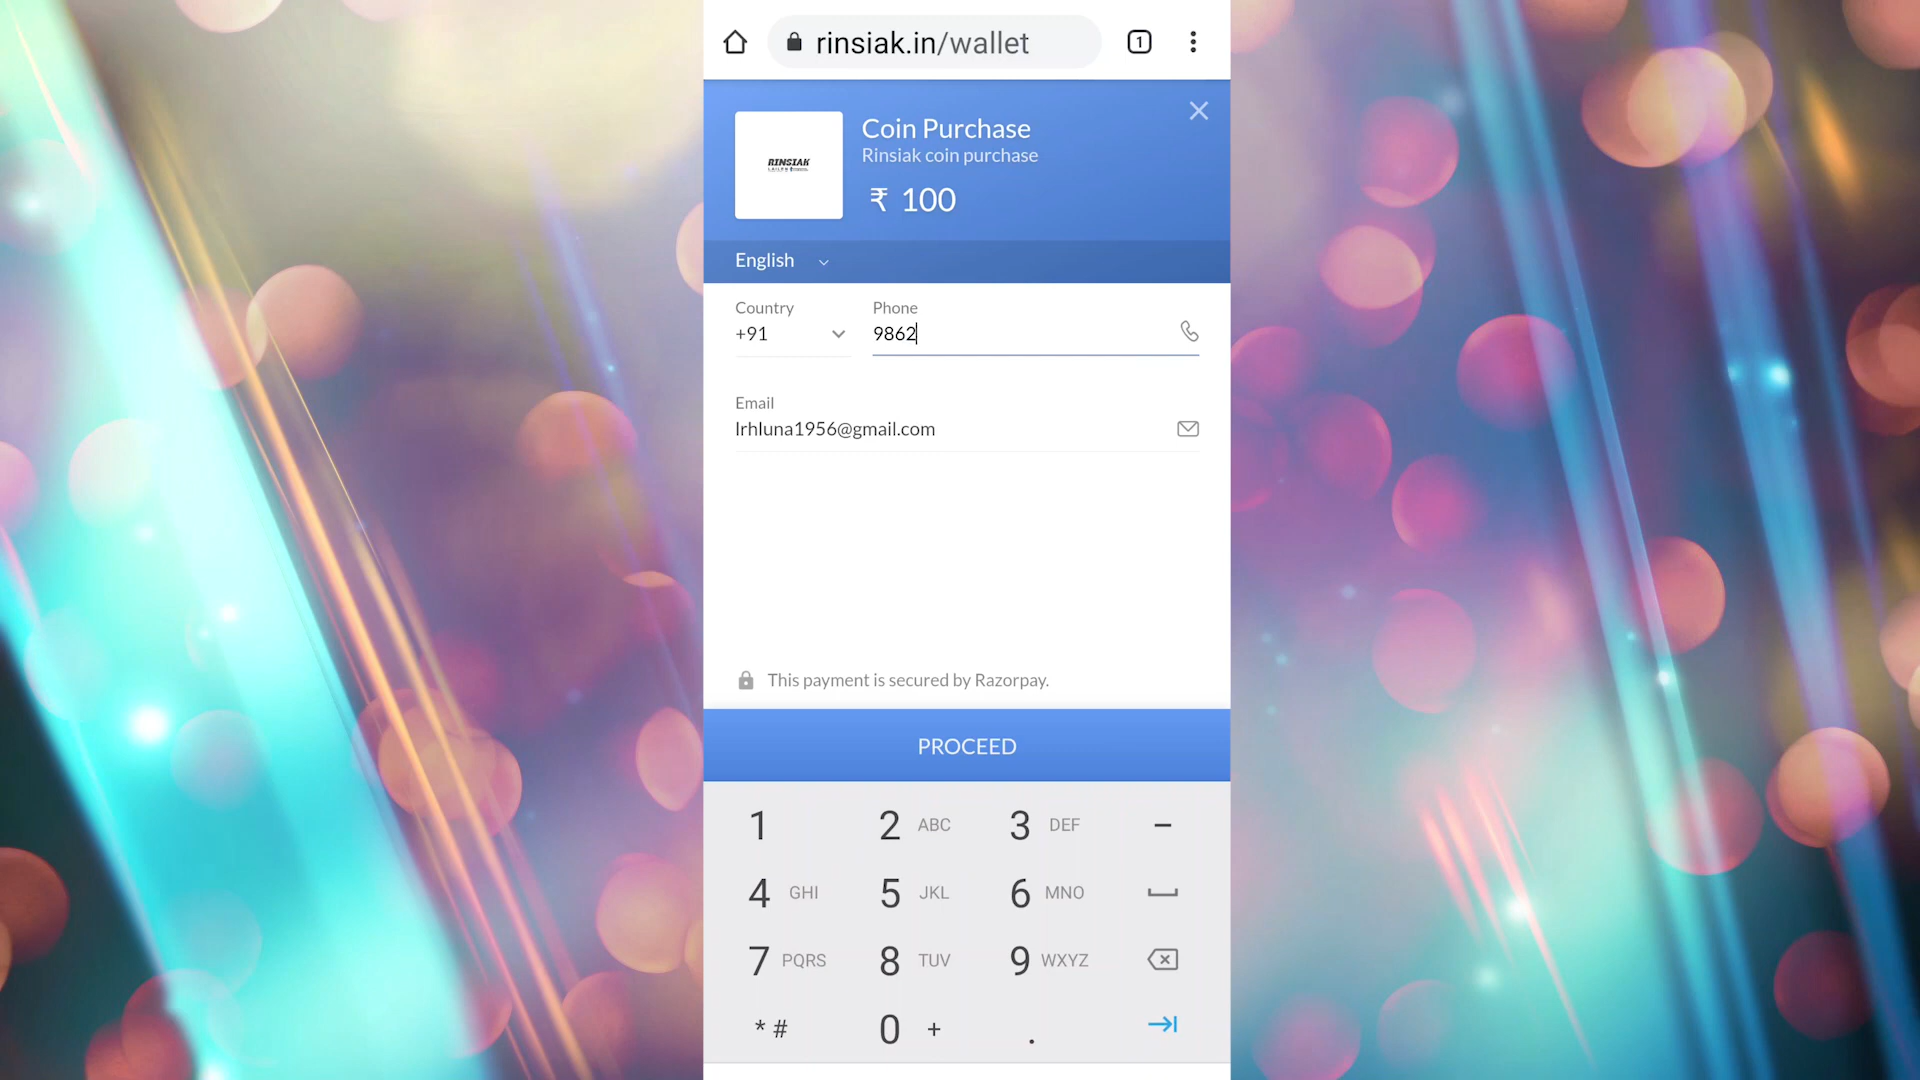 rinsiak.in/wallet
1
RINSIAK
Coin Purchase
Rinsiak coin purchase
₹ 100
English
Country
+91
Phone
9862
Email
lrhluna1956@gmail.com
This payment is secured by Razorpay.
PROCEED
1 2 ABC 3 DEF –
4 GHI 5 JKL 6 MNO
7 PQRS 8 TUV 9 WXYZ
* # 0 + .